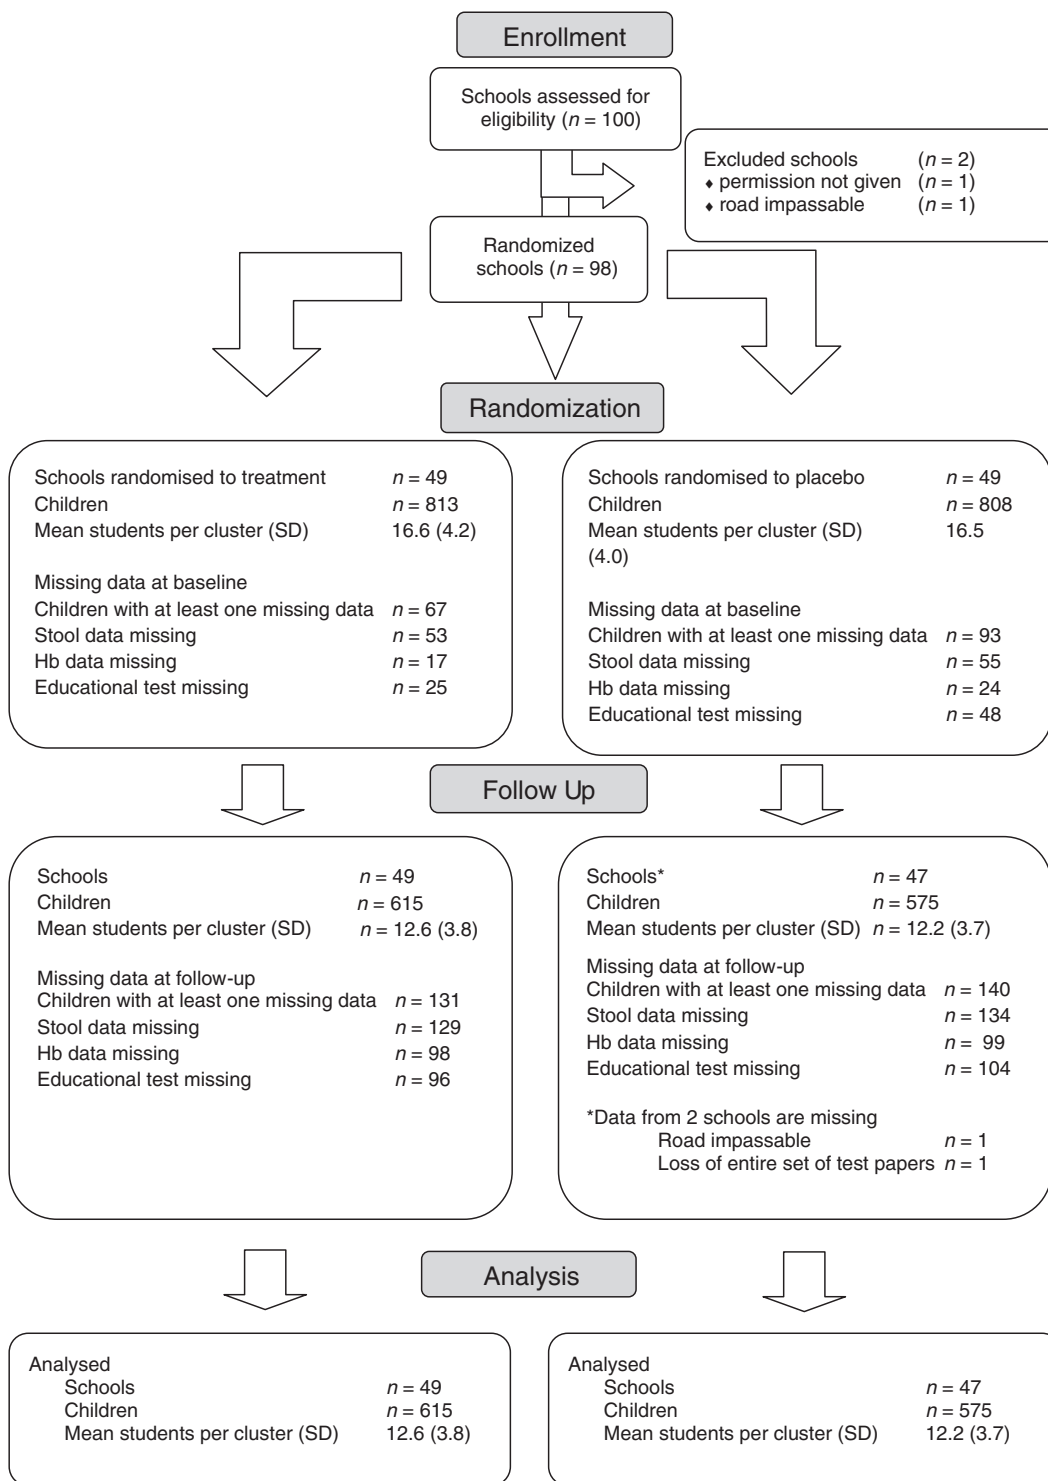 Enrollment
Schools assessed for
eligibility (n = 100)
Excluded schools (n = 2)
♦ permission not given (n = 1)
♦ road impassable (n = 1)
Randomized
schools (n = 98)
Randomization
Schools randomised to treatment n = 49
Children n = 813
Mean students per cluster (SD) 16.6 (4.2)
Missing data at baseline
Children with at least one missing data n = 67
Stool data missing n = 53
Hb data missing n = 17
Educational test missing n = 25
Schools randomised to placebo n = 49
Children n = 808
Mean students per cluster (SD) 16.5
(4.0)
Missing data at baseline
Children with at least one missing data n = 93
Stool data missing n = 55
Hb data missing n = 24
Educational test missing n = 48
Follow Up
Schools n = 49
Children n = 615
Mean students per cluster (SD) n = 12.6 (3.8)
Missing data at follow-up
Children with at least one missing data n = 131
Stool data missing n = 129
Hb data missing n = 98
Educational test missing n = 96
Schools* n = 47
Children n = 575
Mean students per cluster (SD) n = 12.2 (3.7)
Missing data at follow-up
Children with at least one missing data n = 140
Stool data missing n = 134
Hb data missing n = 99
Educational test missing n = 104
*Data from 2 schools are missing
Road impassable n = 1
Loss of entire set of test papers n = 1
Analysis
Analysed
Schools n = 49
Children n = 615
Mean students per cluster (SD) 12.6 (3.8)
Analysed
Schools n = 47
Children n = 575
Mean students per cluster (SD) 12.2 (3.7)